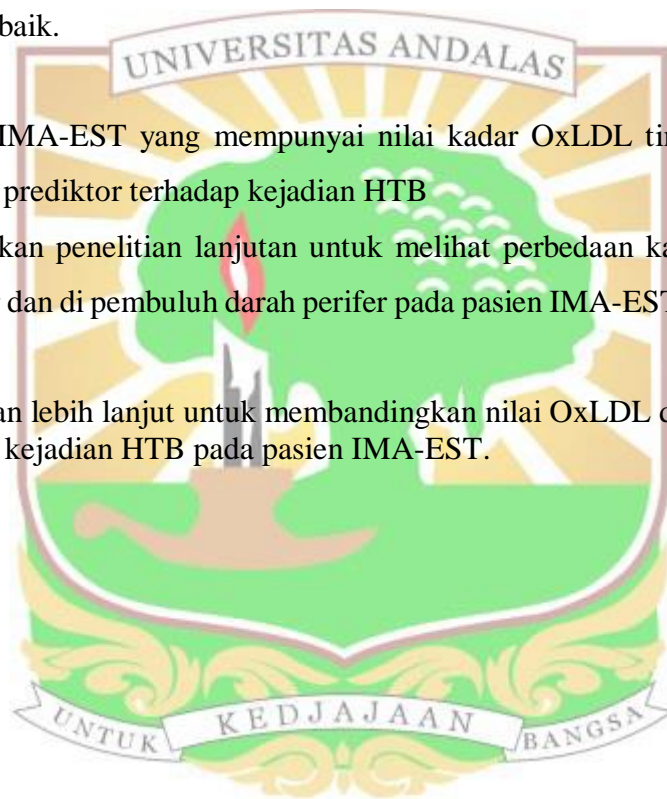 baik.
UNIVERSITAS ANDALAS
IMA-EST yang mempunyai nilai kadar OxLDL
prediktor terhadap kejadian HTB
kan penelitian lanjutan untuk melihat perbedaan
dan di pembuluh darah perifer pada pasien IMA-EST
an lebih lanjut untuk membandingkan nilai OxLDL
kejadian HTB pada pasien IMA-EST.
UNTUK KEDJAJAAN BANGSA